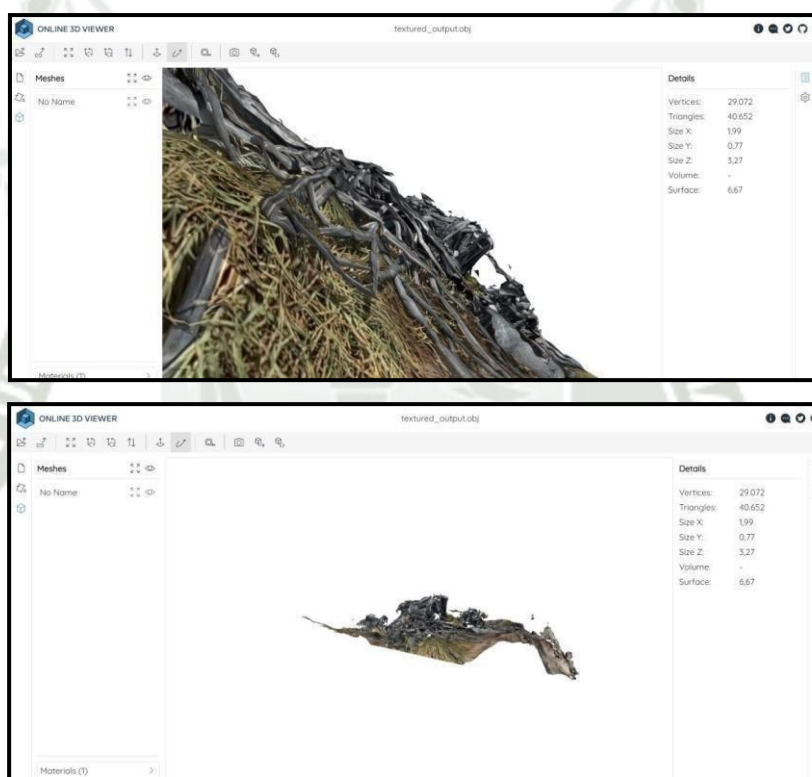 ONLINE 3D VIEWER textured_output.obj
Meshes Details
No Name Vertices: 29.072
Triangles: 40.652
Size X: 1,99
Size Y: 0,77
Size Z: 3,27
Volume: -
Surface: 6,67
Materials (1)
ONLINE 3D VIEWER textured_output.obj
Meshes Details
No Name Vertices: 29.072
Triangles: 40.652
Size X: 1,99
Size Y: 0,77
Size Z: 3,27
Volume: -
Surface: 6,67
Materials (1)